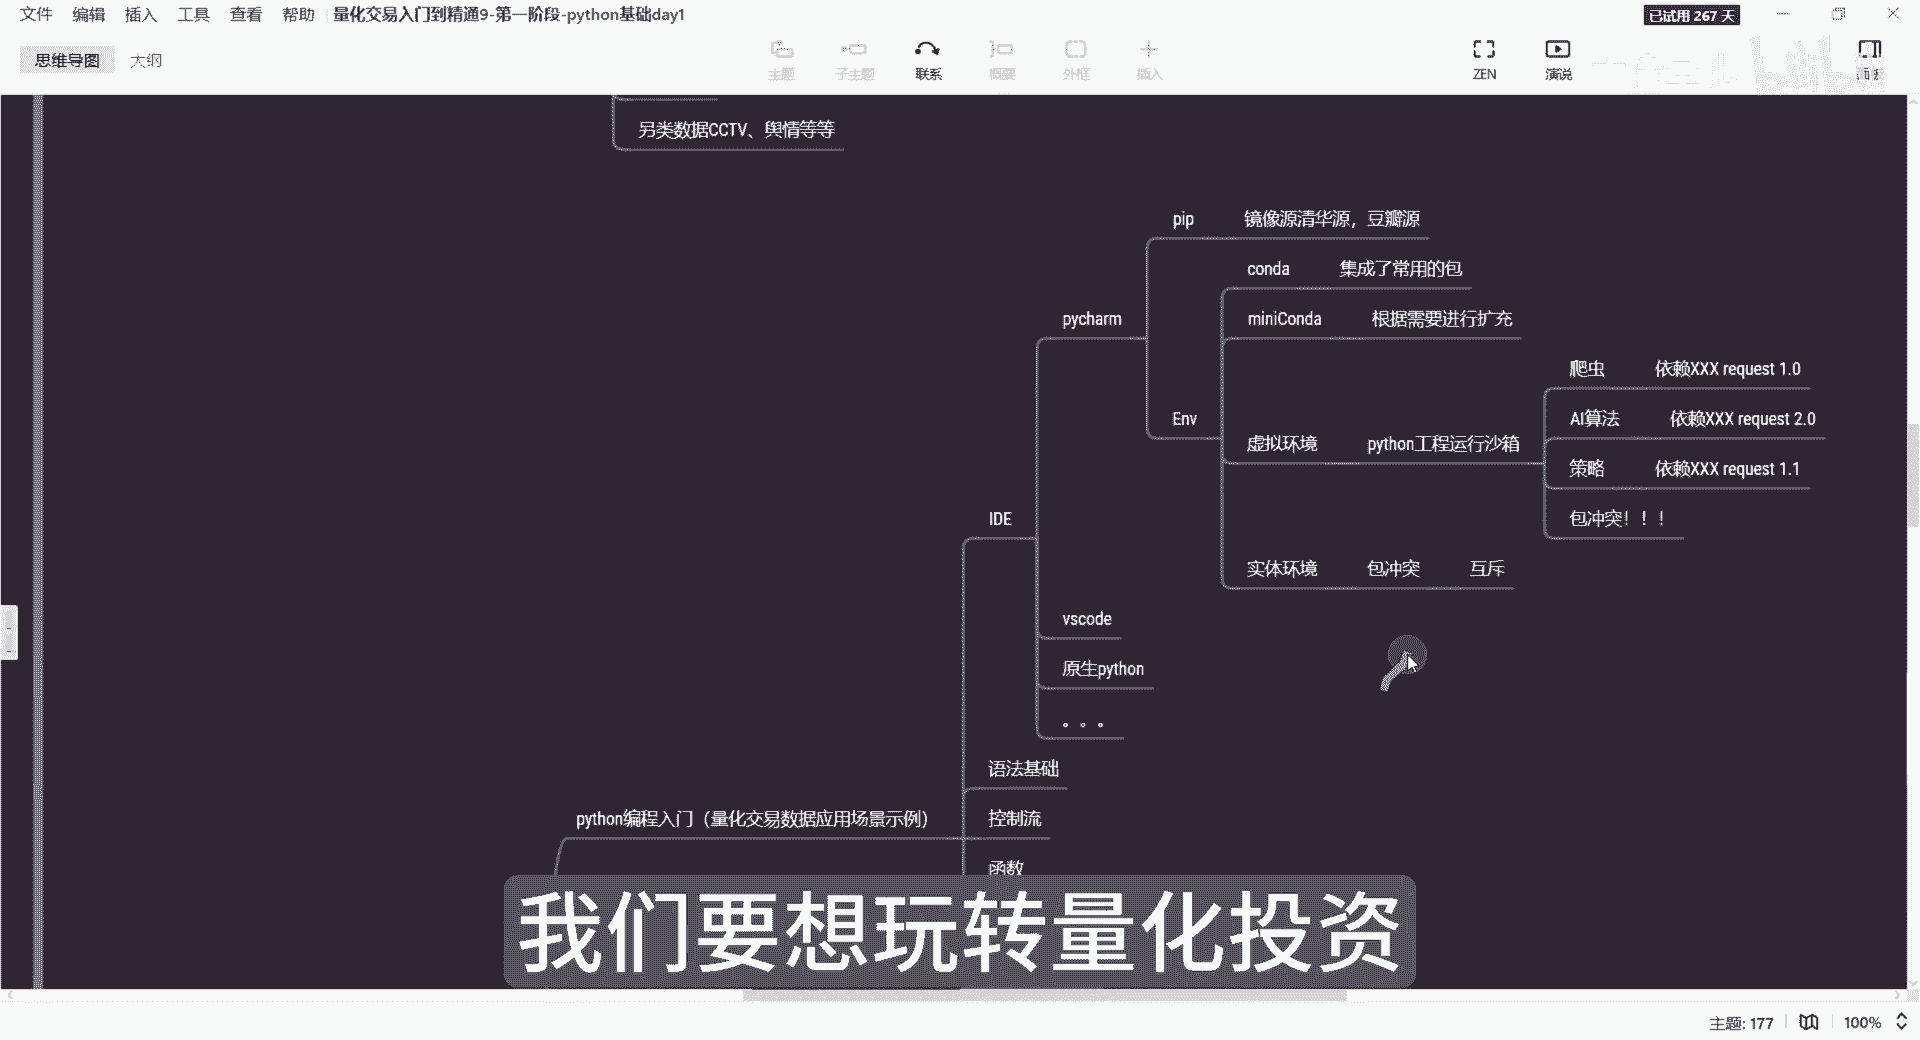 文件 编辑 插入 工具 查看 帮助 量化交易入门到精通9-第一阶段-python基础day1 已试用 267 天
思维导图 大纲 主题 子主题 联系 概要 外框 插入 ZEN 演说 面板
另类数据CCTV、舆情等等
pip 镜像源清华源，豆瓣源
conda 集成了常用的包
pycharm miniConda 根据需要进行扩充
爬虫 依赖XXX request 1.0
Env AI算法 依赖XXX request 2.0
虚拟环境 python工程运行沙箱
策略 依赖XXX request 1.1
IDE 包冲突！！！
实体环境 包冲突 互斥
vscode
原生python
。。。
语法基础
python编程入门（量化交易数据应用场景示例） 控制流
函数
我们要想玩转量化投资
主题: 177 100%